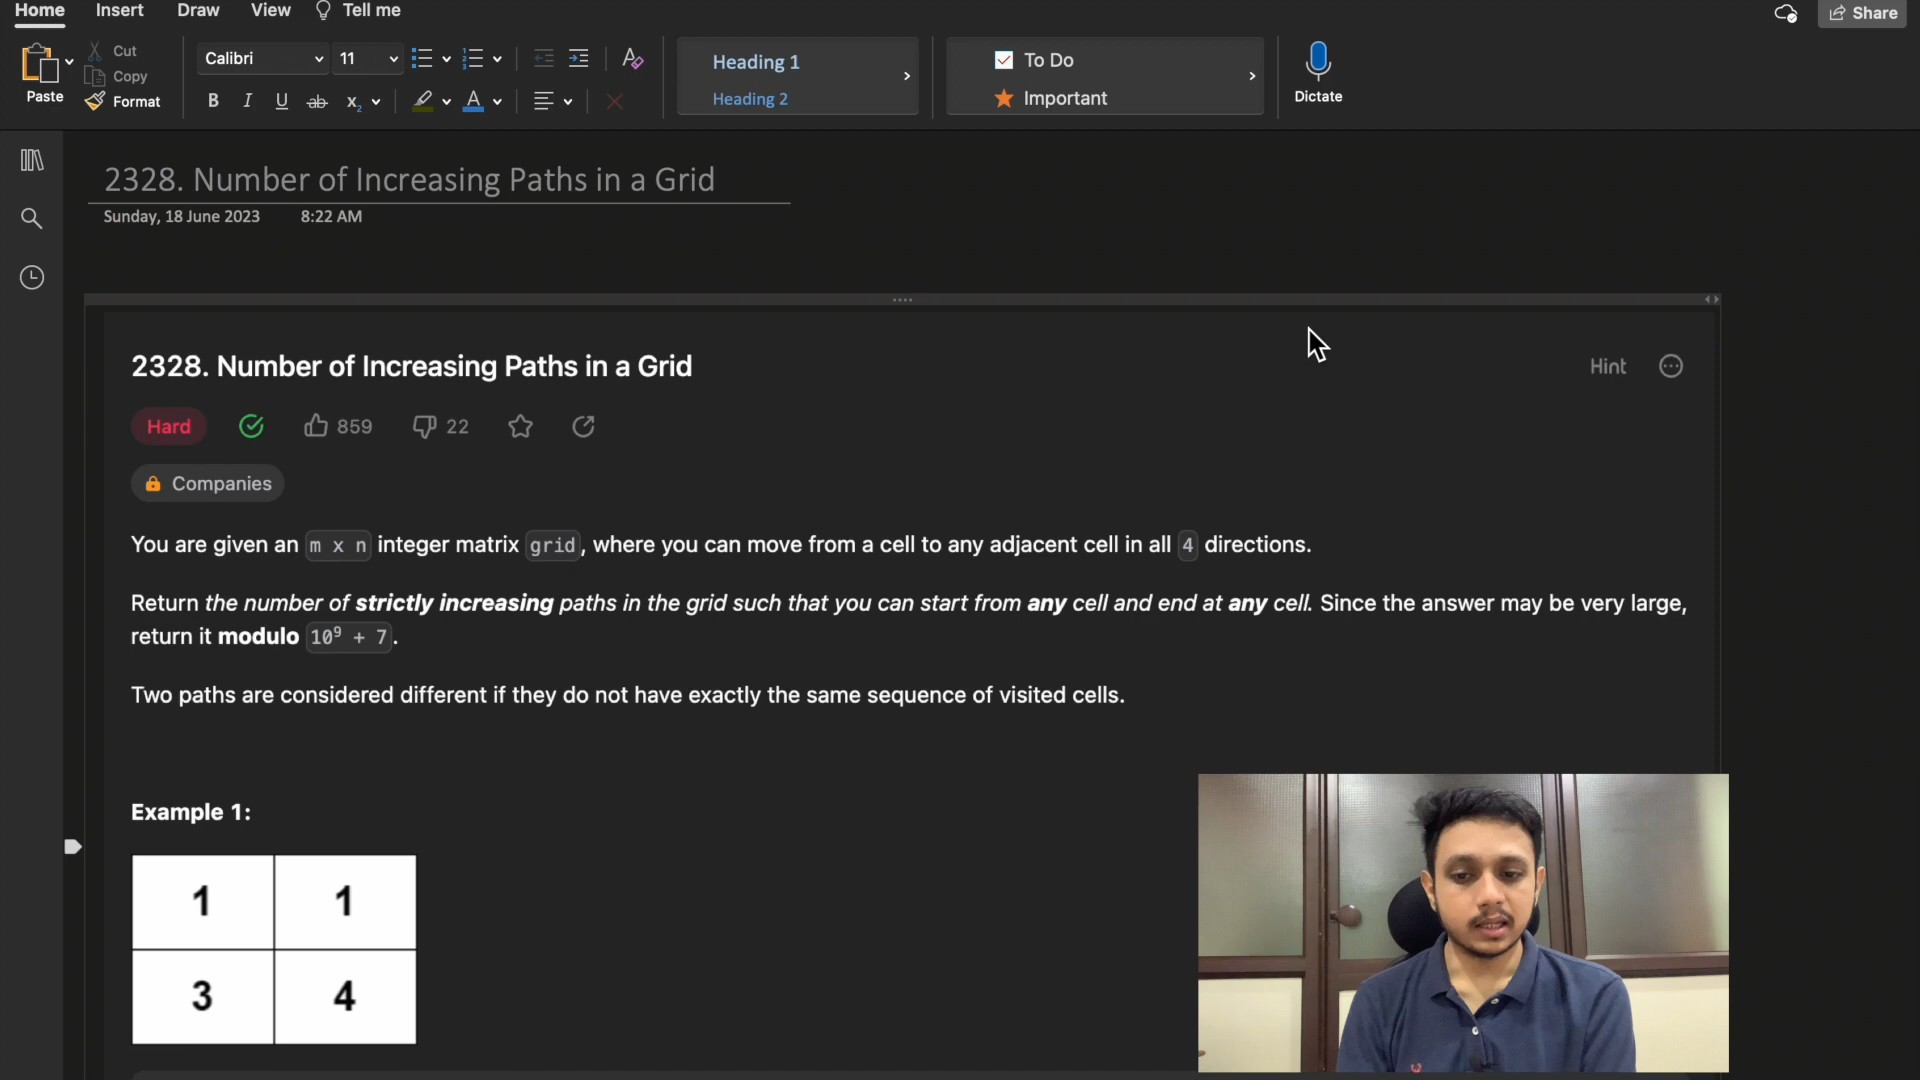 Home Insert Draw View Tell me Share
Paste Cut Copy Format
Calibri 11
B I U ab x₂ A
Heading 1
Heading 2
To Do
Important
Dictate
2328. Number of Increasing Paths in a Grid
Sunday, 18 June 2023 8:22 AM
2328. Number of Increasing Paths in a Grid Hint
Hard 859 22
Companies
You are given an m x n integer matrix grid, where you can move from a cell to any adjacent cell in all 4 directions.
Return the number of strictly increasing paths in the grid such that you can start from any cell and end at any cell. Since the answer may be very large,
return it modulo 10⁹ + 7.
Two paths are considered different if they do not have exactly the same sequence of visited cells.
Example 1:
1 1
3 4